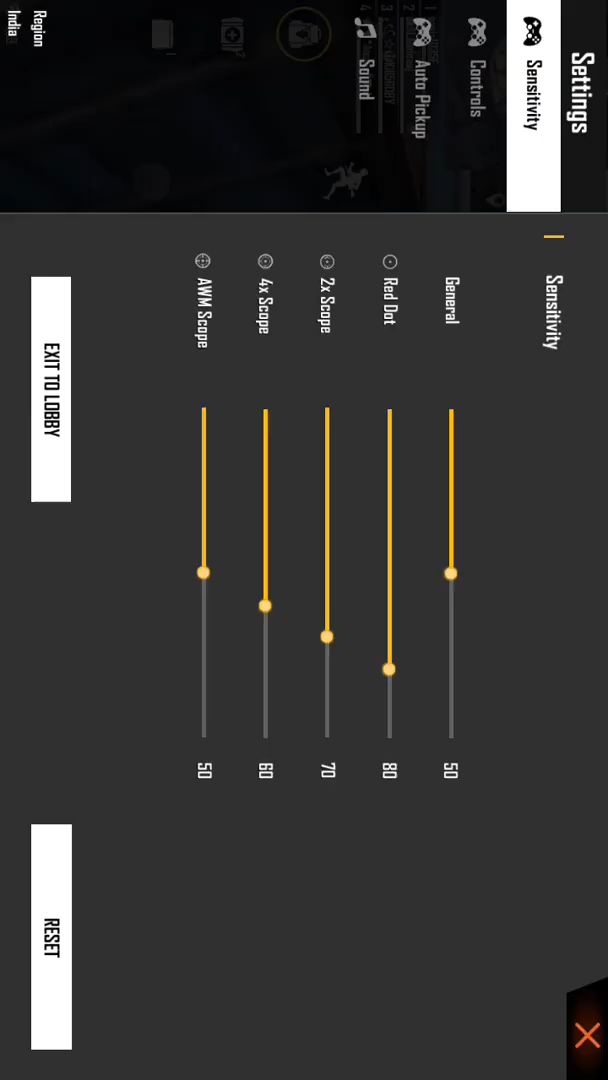 Settings
Sensitivity
Controls
Auto Pickup
Sound
Region
India
Sensitivity
General 50
Red Dot 80
2x Scope 70
4x Scope 60
AWM Scope 50
EXIT TO LOBBY
RESET